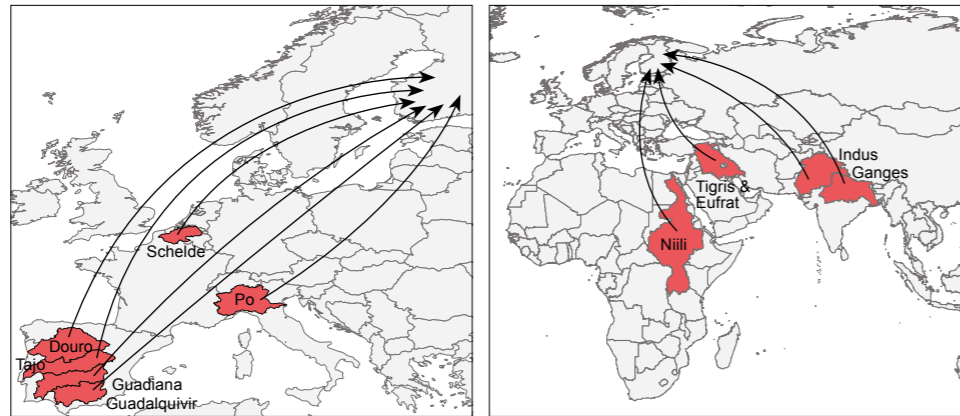 Schelde
Po
Douro
Tajo
Guadiana
Guadalquivir
Indus
Ganges
Tigris &
Eufrat
Niili